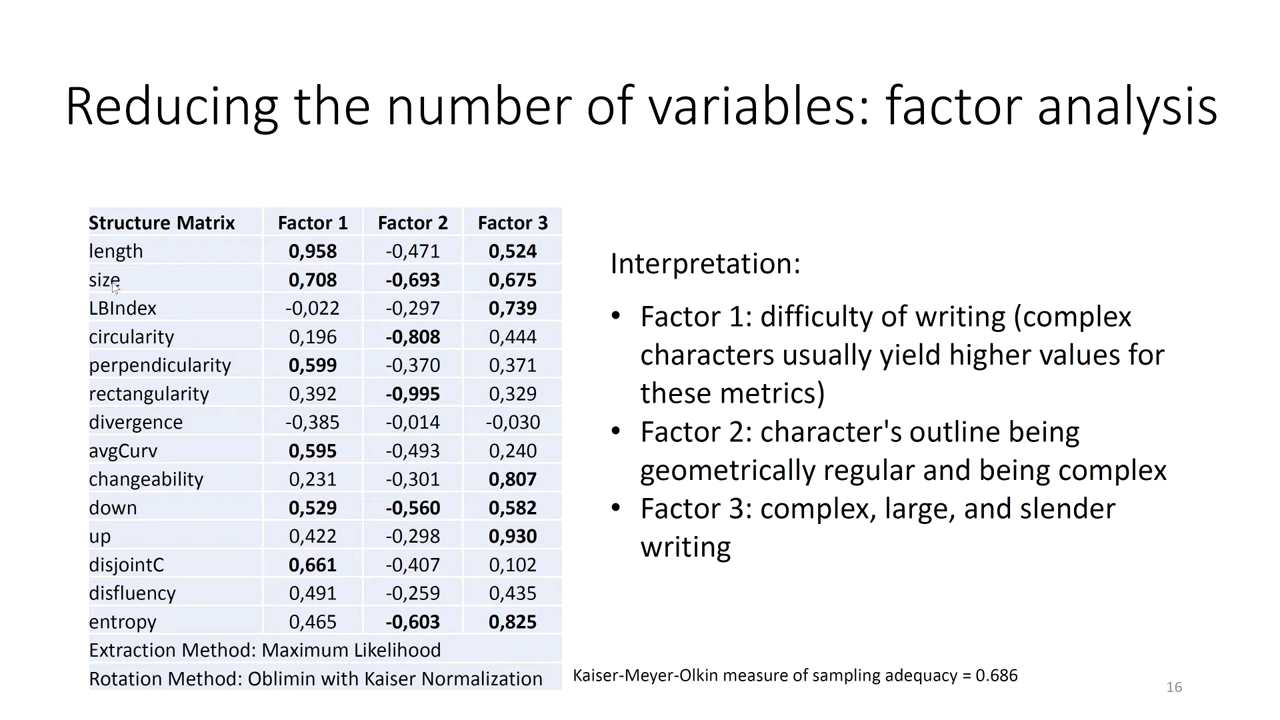 Reducing the number of variables: factor analysis
Structure Matrix Factor 1 Factor 2 Factor 3
length 0,958 -0,471 0,524
size 0,708 -0,693 0,675
LBIndex -0,022 -0,297 0,739
circularity 0,196 -0,808 0,444
perpendicularity 0,599 -0,370 0,371
rectangularity 0,392 -0,995 0,329
divergence -0,385 -0,014 -0,030
avgCurv 0,595 -0,493 0,240
changeability 0,231 -0,301 0,807
down 0,529 -0,560 0,582
up 0,422 -0,298 0,930
disjointC 0,661 -0,407 0,102
disfluency 0,491 -0,259 0,435
entropy 0,465 -0,603 0,825
Extraction Method: Maximum Likelihood
Rotation Method: Oblimin with Kaiser Normalization
Interpretation:
• Factor 1: difficulty of writing (complex
characters usually yield higher values for
these metrics)
• Factor 2: character's outline being
geometrically regular and being complex
• Factor 3: complex, large, and slender
writing
Kaiser-Meyer-Olkin measure of sampling adequacy = 0.686
16